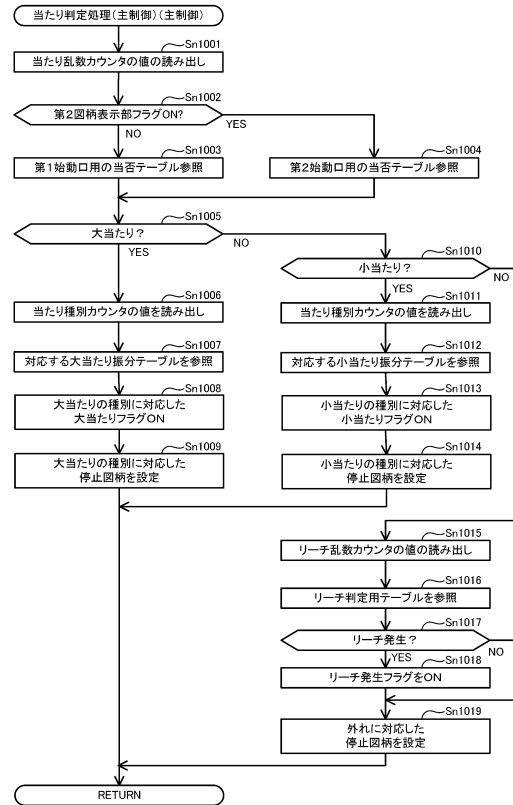 当たり判定処理(主制御)(主制御)
Sn1001
当たり乱数カウンタの値の読み出し
Sn1002
第2図柄表示部フラグON?
YES
NO
Sn1003
第1始動口用の当否テーブル参照
Sn1004
第2始動口用の当否テーブル参照
Sn1005
大当たり？
NO
YES
Sn1010
小当たり？
NO
YES
Sn1006
当たり種別カウンタの値を読み出し
Sn1011
当たり種別カウンタの値を読み出し
Sn1007
対応する大当たり振分テーブルを参照
Sn1012
対応する小当たり振分テーブルを参照
Sn1008
大当たりの種別に対応した
大当たりフラグON
Sn1013
小当たりの種別に対応した
小当たりフラグON
Sn1009
大当たりの種別に対応した
停止図柄を設定
Sn1014
小当たりの種別に対応した
停止図柄を設定
Sn1015
リーチ乱数カウンタの値の読み出し
Sn1016
リーチ判定用テーブルを参照
Sn1017
リーチ発生？
NO
YES
Sn1018
リーチ発生フラグをON
Sn1019
外れに対応した
停止図柄を設定
RETURN